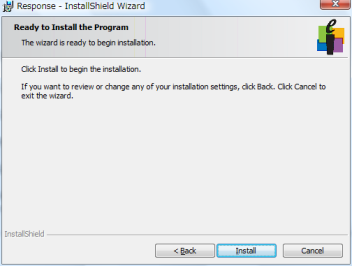 Response - InstallShield Wizard
Ready to Install the Program
The wizard is ready to begin installation.
Click Install to begin the installation.
If you want to review or change any of your installation settings, click Back. Click Cancel to
exit the wizard.
InstallShield
< Back
Install
Cancel